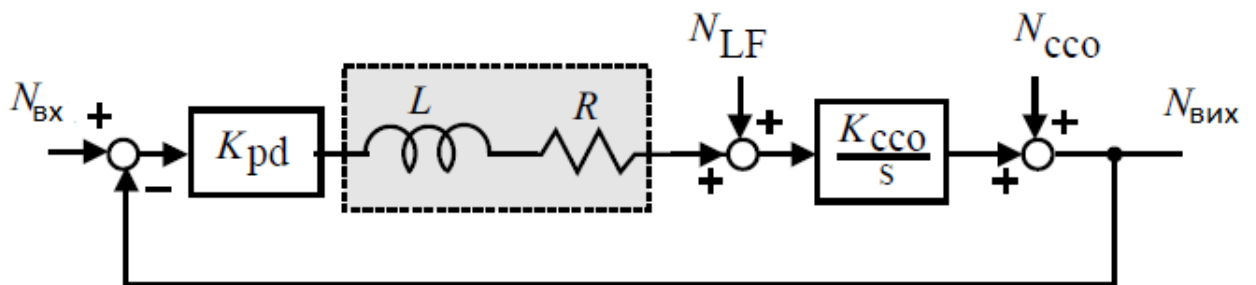 N_LF
N_cco
N_вх
+
L
R
+
+
N_вих
K_pd
K_cco
s
−
+
+